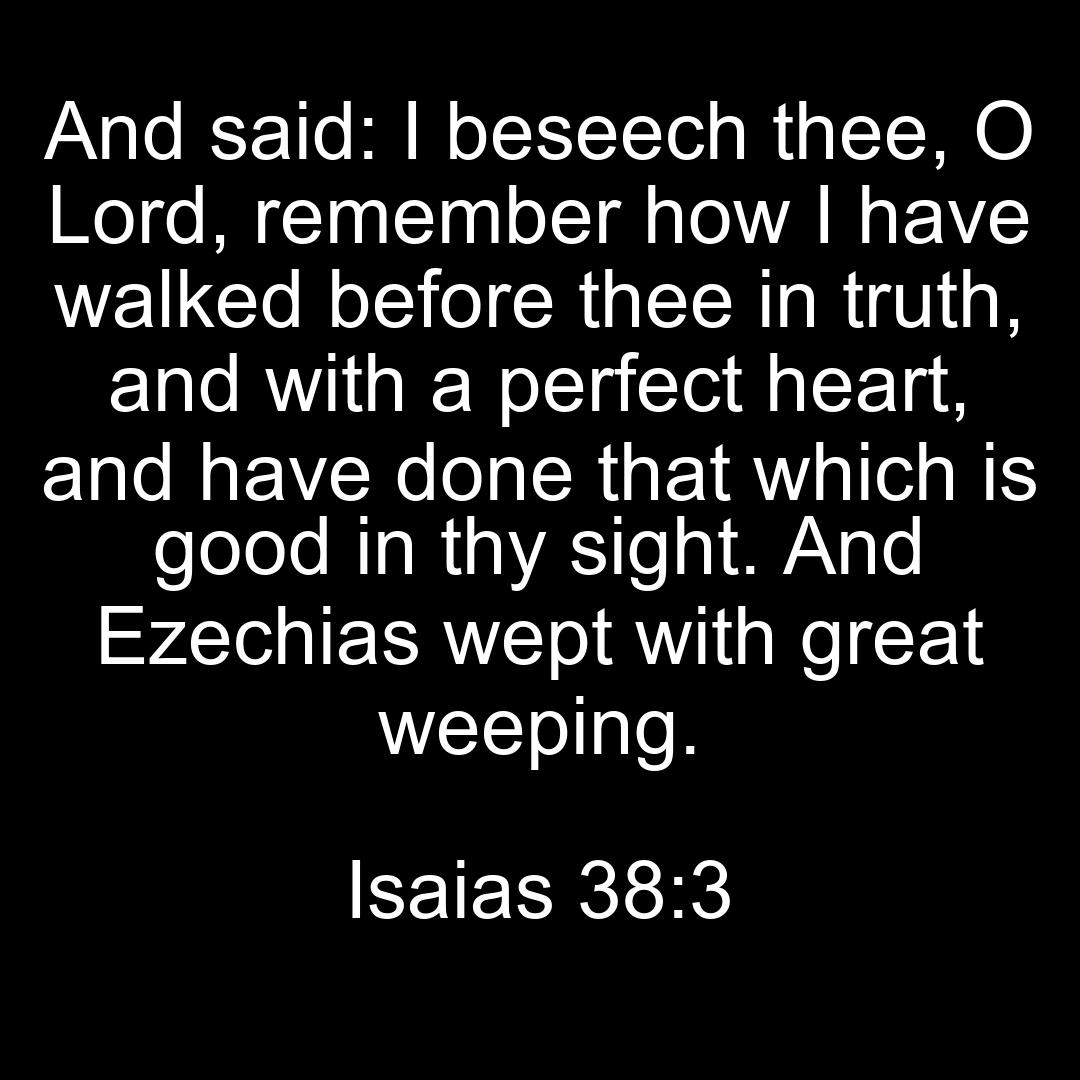 And said: I beseech thee, O
Lord, remember how I have
walked before thee in truth,
and with a perfect heart,
and have done that which is
good in thy sight. And
Ezechias wept with great
weeping.
Isaias 38:3